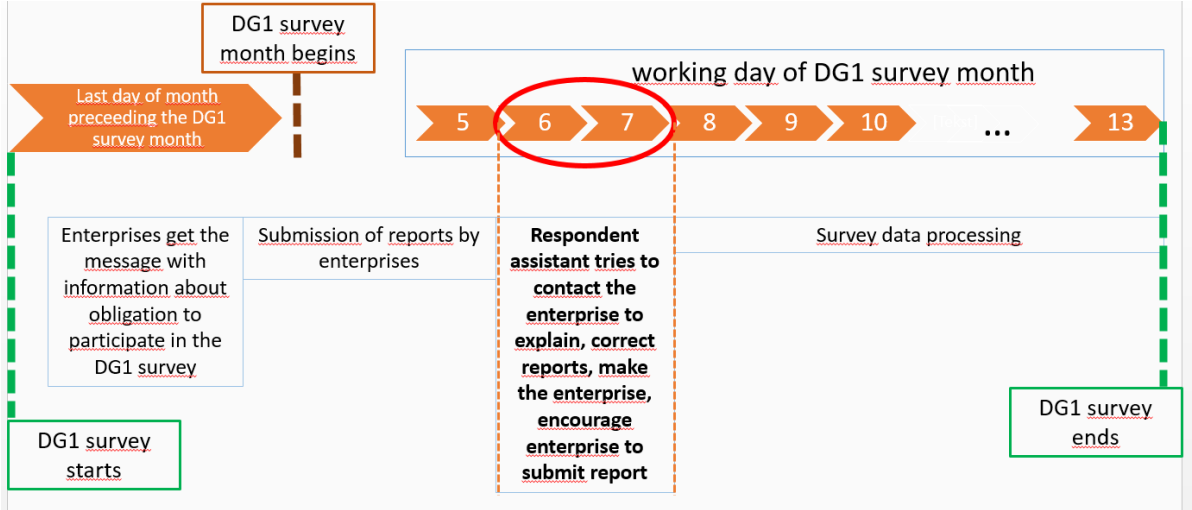 DG1 survey
month begins
working day of DG1 survey month
Last day of month
preceeding the DG1
survey month
5
6
7
8
9
10
...
13
Enterprises get the
message with
information about
obligation to
participate in the
DG1 survey
Submission of reports by
enterprises
Respondent
assistant tries to
contact the
enterprise to
explain, correct
reports, make
the enterprise,
encourage
enterprise to
submit report
Survey data processing
DG1 survey
starts
DG1 survey
ends